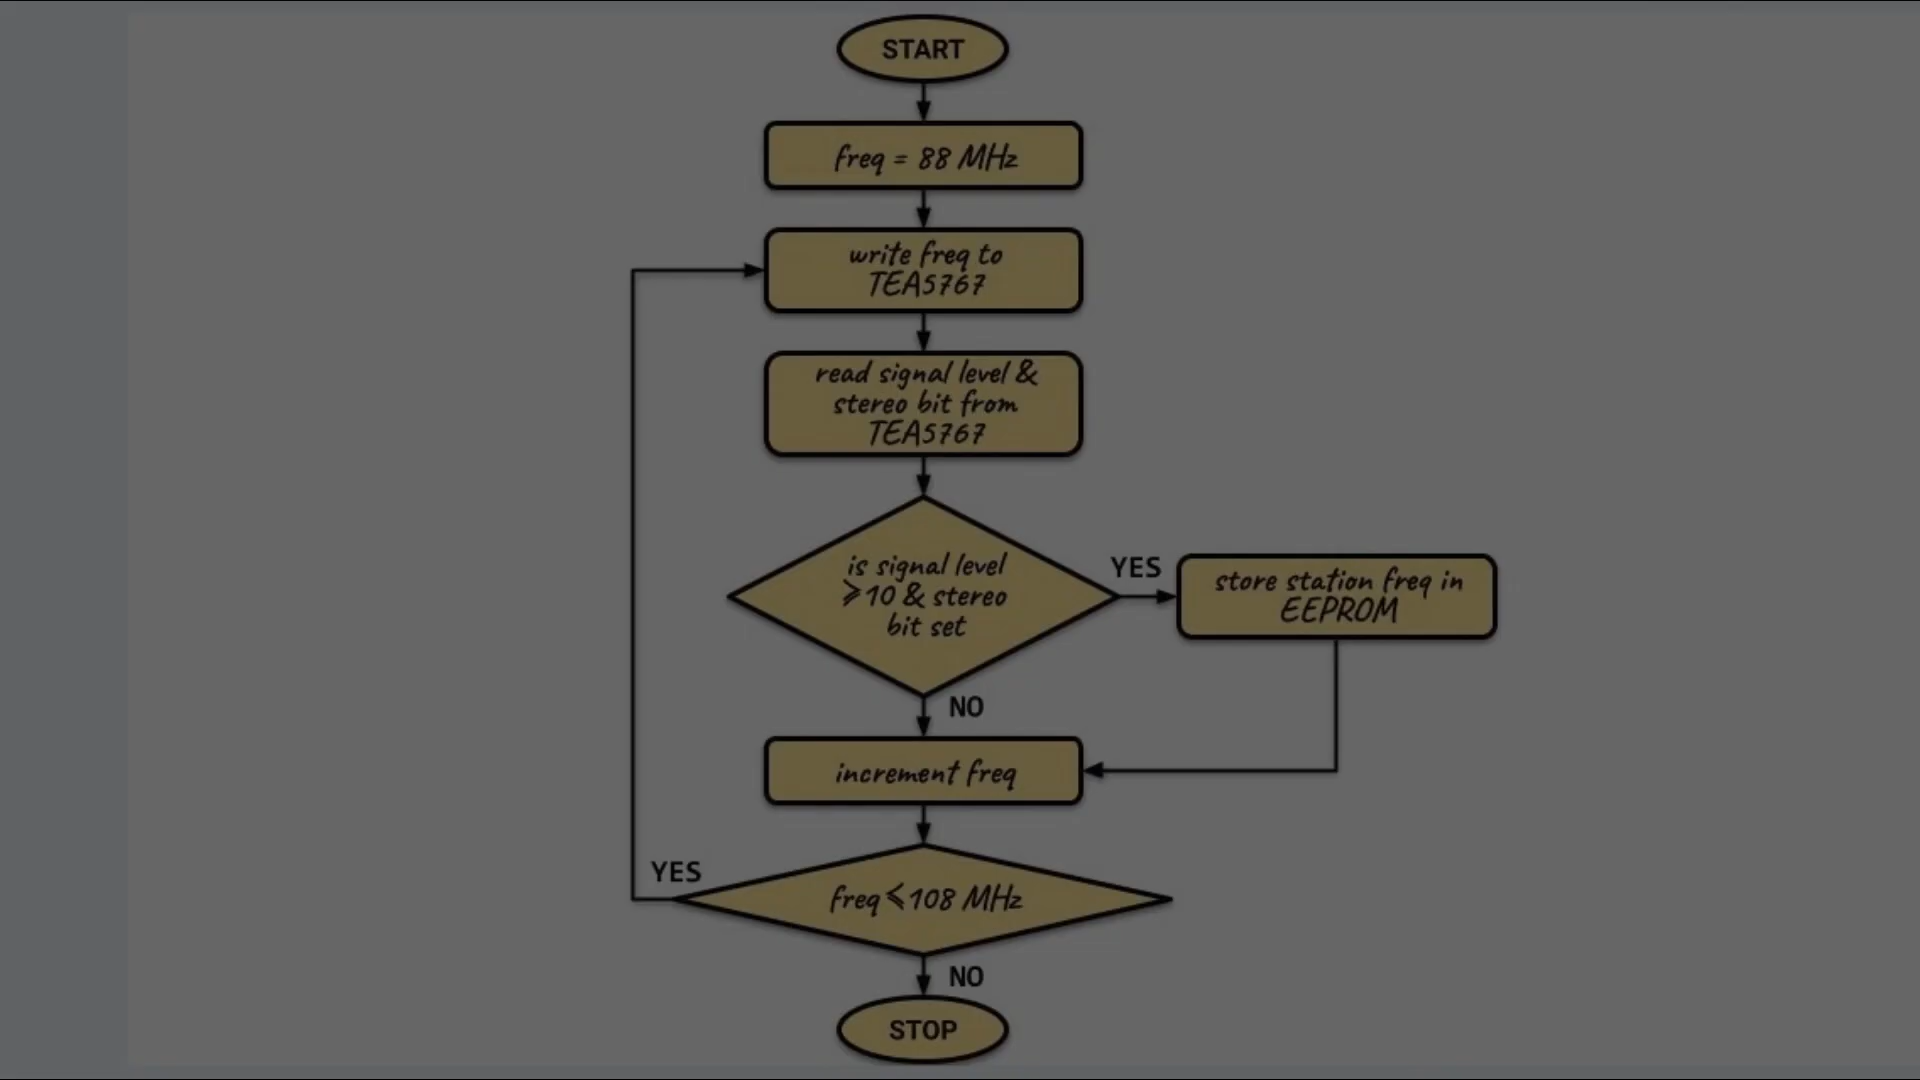 START
freq = 88 MHz
write freq to
TEA5767
read signal level &
stereo bit from
TEA5767
is signal level
⩾10 & stereo
bit set
YES
store station freq in
EEPROM
NO
increment freq
YES
freq⩽108 MHz
NO
STOP